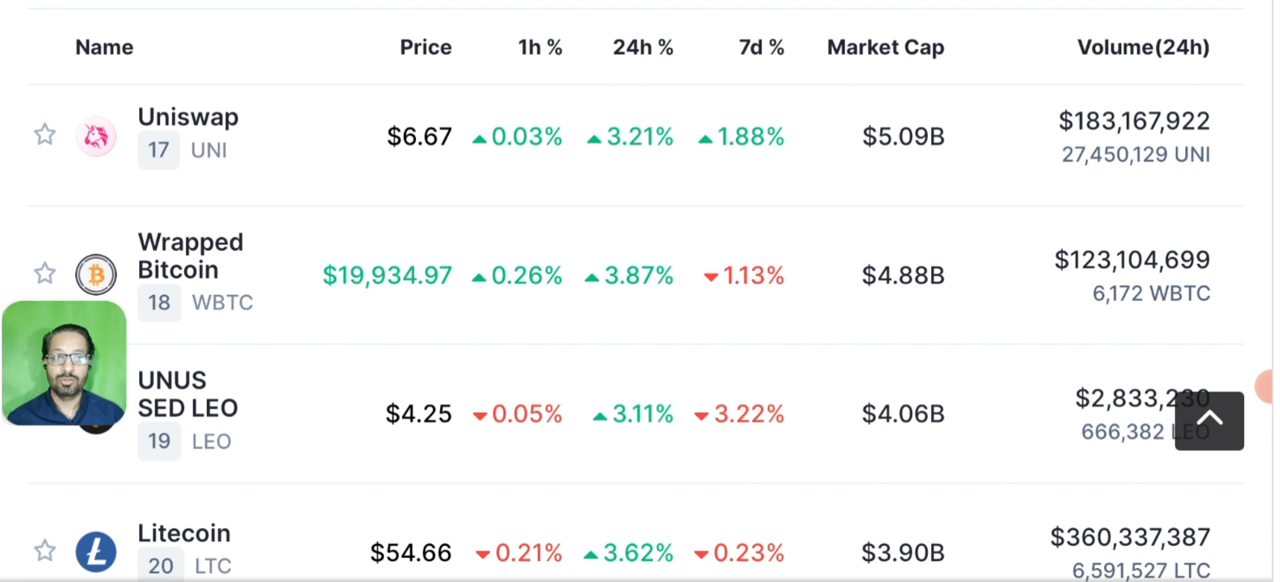 Name Price 1h % 24h % 7d % Market Cap Volume(24h)
Uniswap
17 UNI
$6.67 ▲0.03% ▲3.21% ▲1.88% $5.09B $183,167,922
27,450,129 UNI
Wrapped
Bitcoin
18 WBTC
$19,934.97 ▲0.26% ▲3.87% ▼1.13% $4.88B $123,104,699
6,172 WBTC
UNUS
SED LEO
19 LEO
$4.25 ▼0.05% ▲3.11% ▼3.22% $4.06B $2,833,230
666,382 LEO
Litecoin
20 LTC
$54.66 ▼0.21% ▲3.62% ▼0.23% $3.90B $360,337,387
6,591,527 LTC